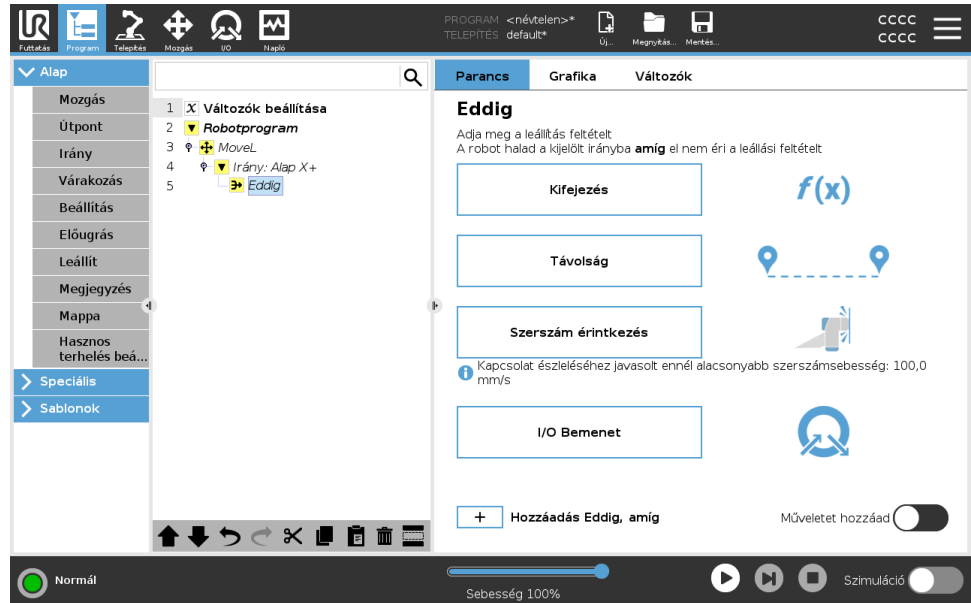 UR
Futtatás
Program
Telepítés
Mozgás
I/O
Napló
PROGRAM <névtelen>*
TELEPÍTÉS default*
Új...
Megnyitás...
Mentés...
cccc
cccc
Alap
Mozgás
Útpont
Irány
Várakozás
Beállítás
Előugrás
Leállít
Megjegyzés
Mappa
Hasznos
terhelés beá...
Speciális
Sablonok
1 X Változók beállítása
2 Robotprogram
3 MoveL
4 Irány: Alap X+
5 Eddig
Parancs
Grafika
Változók
Eddig
Adja meg a leállítás feltételt
A robot halad a kijelölt irányba amíg el nem éri a leállási feltételt
Kifejezés
f(x)
Távolság
Szerszám érintkezés
Kapcsolat észleléséhez javasolt ennél alacsonyabb szerszámsebesség: 100,0
mm/s
I/O Bemenet
+ Hozzáadás Eddig, amíg
Műveletet hozzáad
Normál
Sebesség 100%
Szimuláció